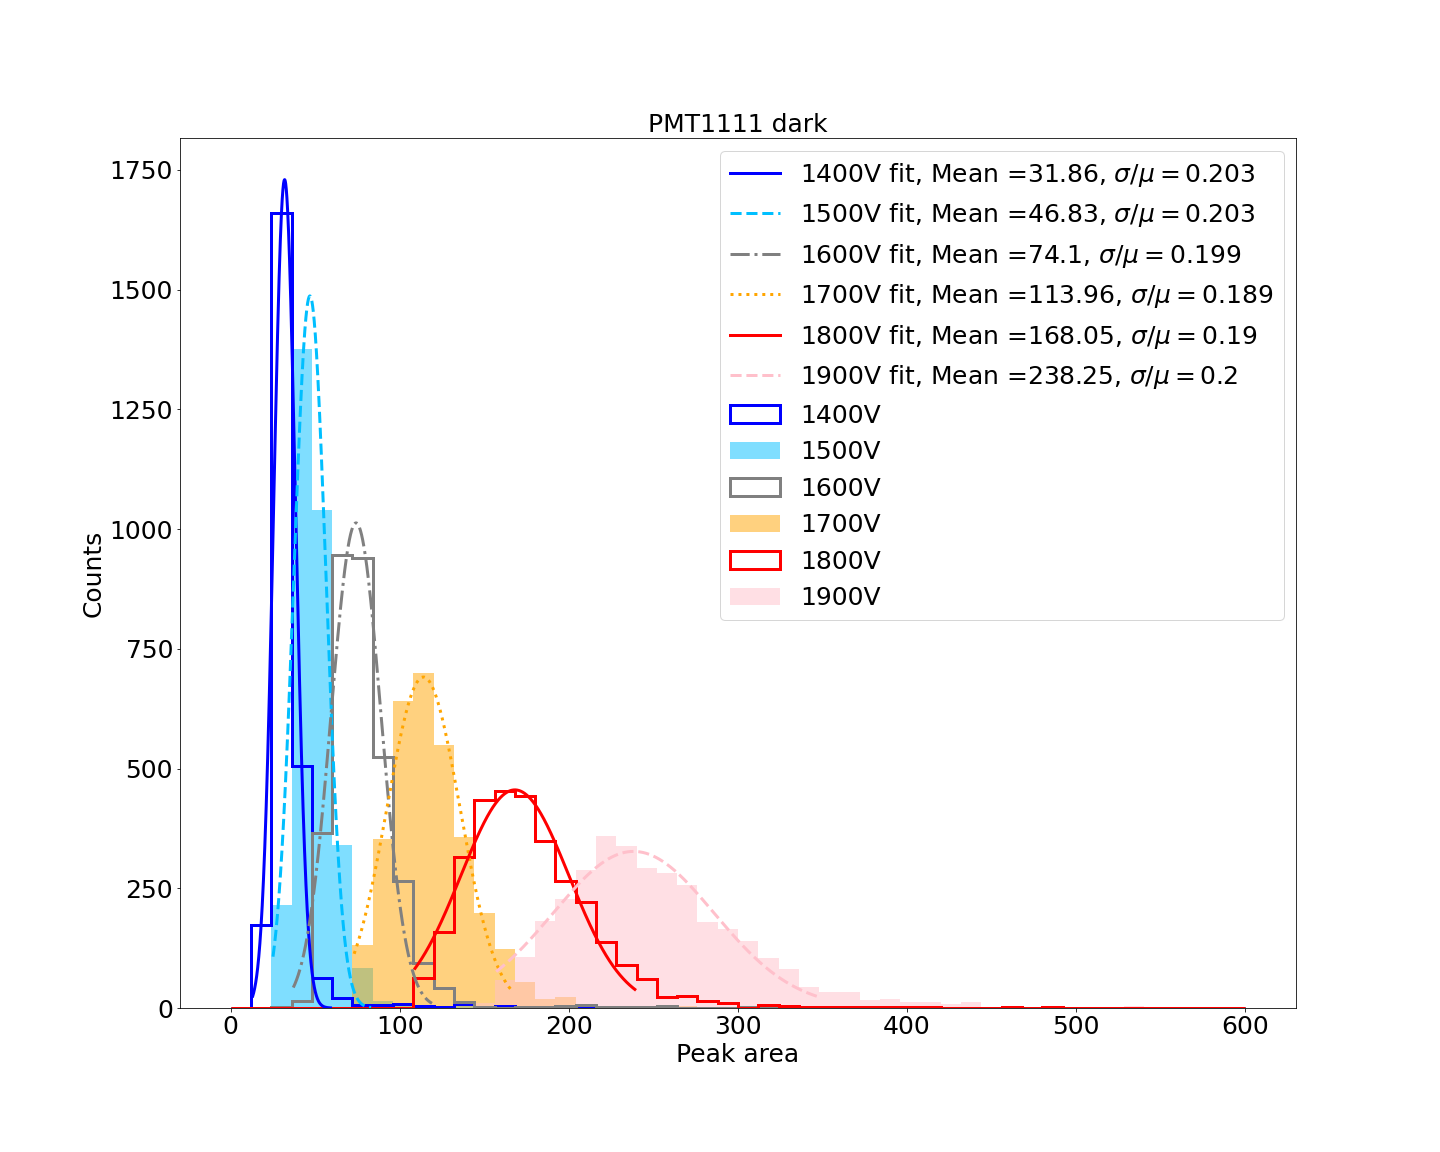 PMT1111 dark
1750
1500
1250
1000
750
500
250
0
Counts
0 100 200 300 400 500 600
Peak area
1400V fit, Mean =31.86, σ/μ = 0.203
1500V fit, Mean =46.83, σ/μ = 0.203
1600V fit, Mean =74.1, σ/μ = 0.199
1700V fit, Mean =113.96, σ/μ = 0.189
1800V fit, Mean =168.05, σ/μ = 0.19
1900V fit, Mean =238.25, σ/μ = 0.2
1400V
1500V
1600V
1700V
1800V
1900V